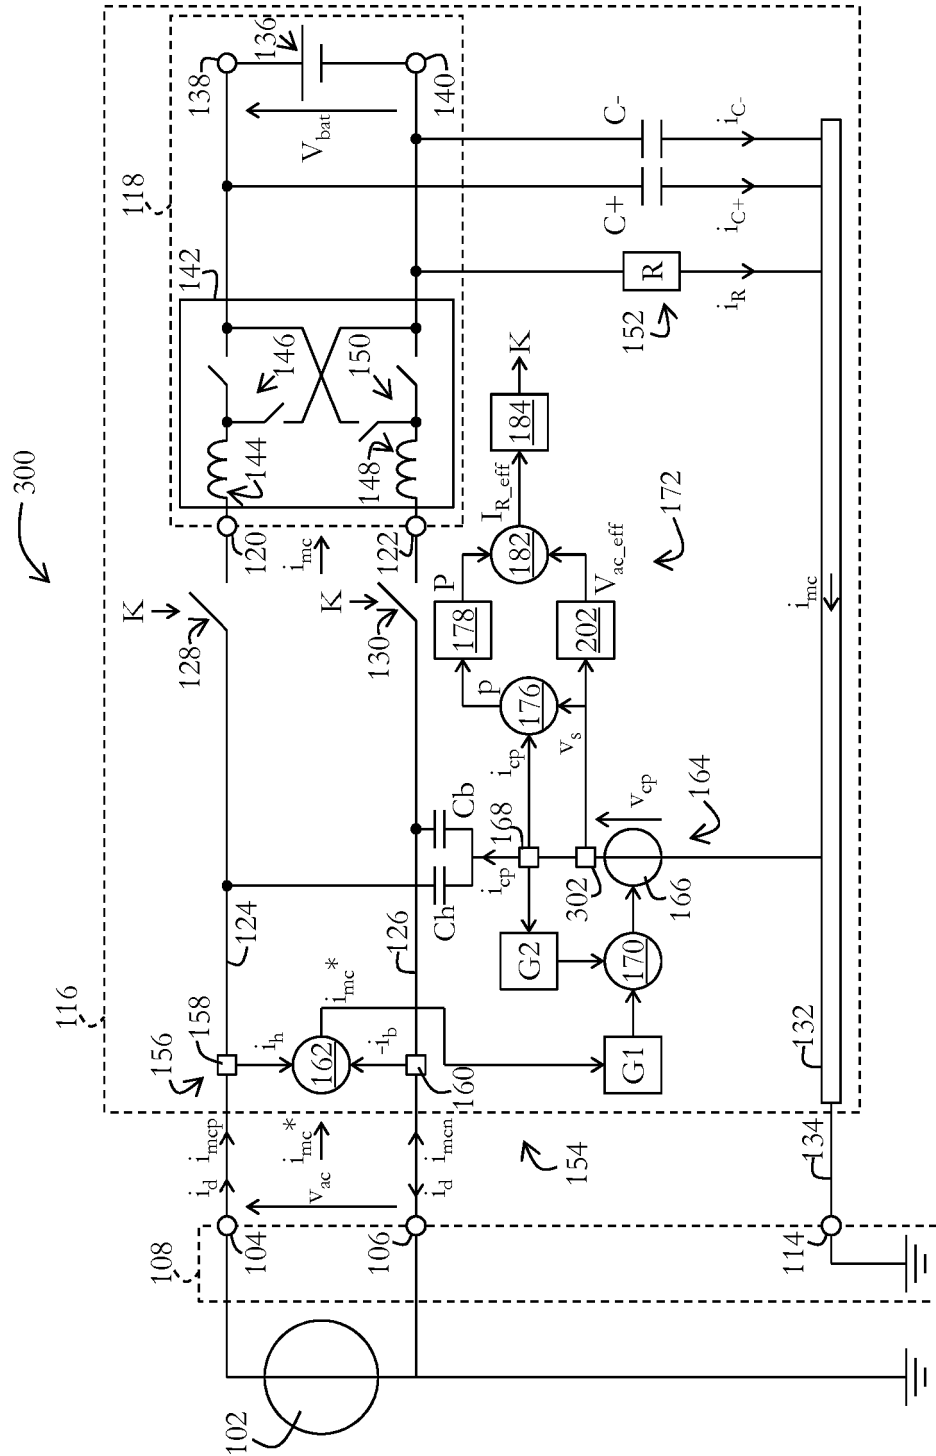 300
116
118
142
136
138
140
V_bat
146
150
144
148
120
122
i_mc
K
K
128
130
124
126
Ch
Cb
156
158
i_h
162
-i_b
160
i_mc*
i_d
i_mcp
i_mc*
v_ac
i_d
i_mcn
154
108
104
106
102
114
134
132
G1
G2
170
166
302
164
v_cp
i_cp
168
i_cp
v_s
176
p
178
P
202
V_ac_eff
182
I_R_eff
184
K
172
152
R
i_R
C+
C-
i_C+
i_C-
i_mc